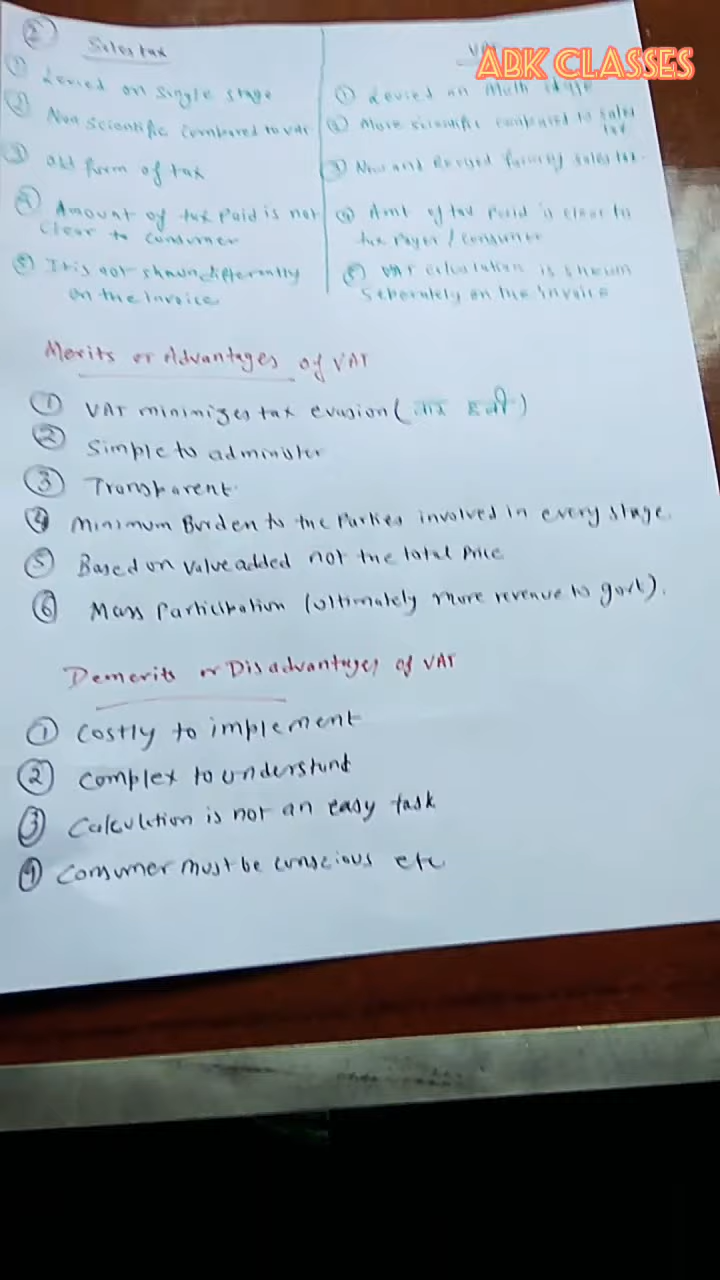 ②
Sales tax
VAT
ABK CLASSES
① Levied on single stage
① Levied on Multi stage
② Non scientific compared to VAT
② More scientific compared to sales tax
③ old form of tax
③ New and Revised form of sales tax.
④ Amount of tax paid is not
clear to consumer
④ Amt of tax paid is clear to
tax payer / consumer
⑤ It is not shown differently
on the invoice
⑤ VAT calculation is shown
Seperately on the invoice
Merits or Advantages of VAT
① VAT minimizes tax evasion (
② Simple to administer
③ Transparent.
④ Minimum Burden to the Parties involved in every stage.
⑤ Based on value added not the total price
⑥ Mass Participation (ultimately more revenue to govt).
Demerits or Disadvantages of VAT
① Costly to implement
② Complex to understand
③ Calculation is not an easy task
④ Consumer must be conscious etc